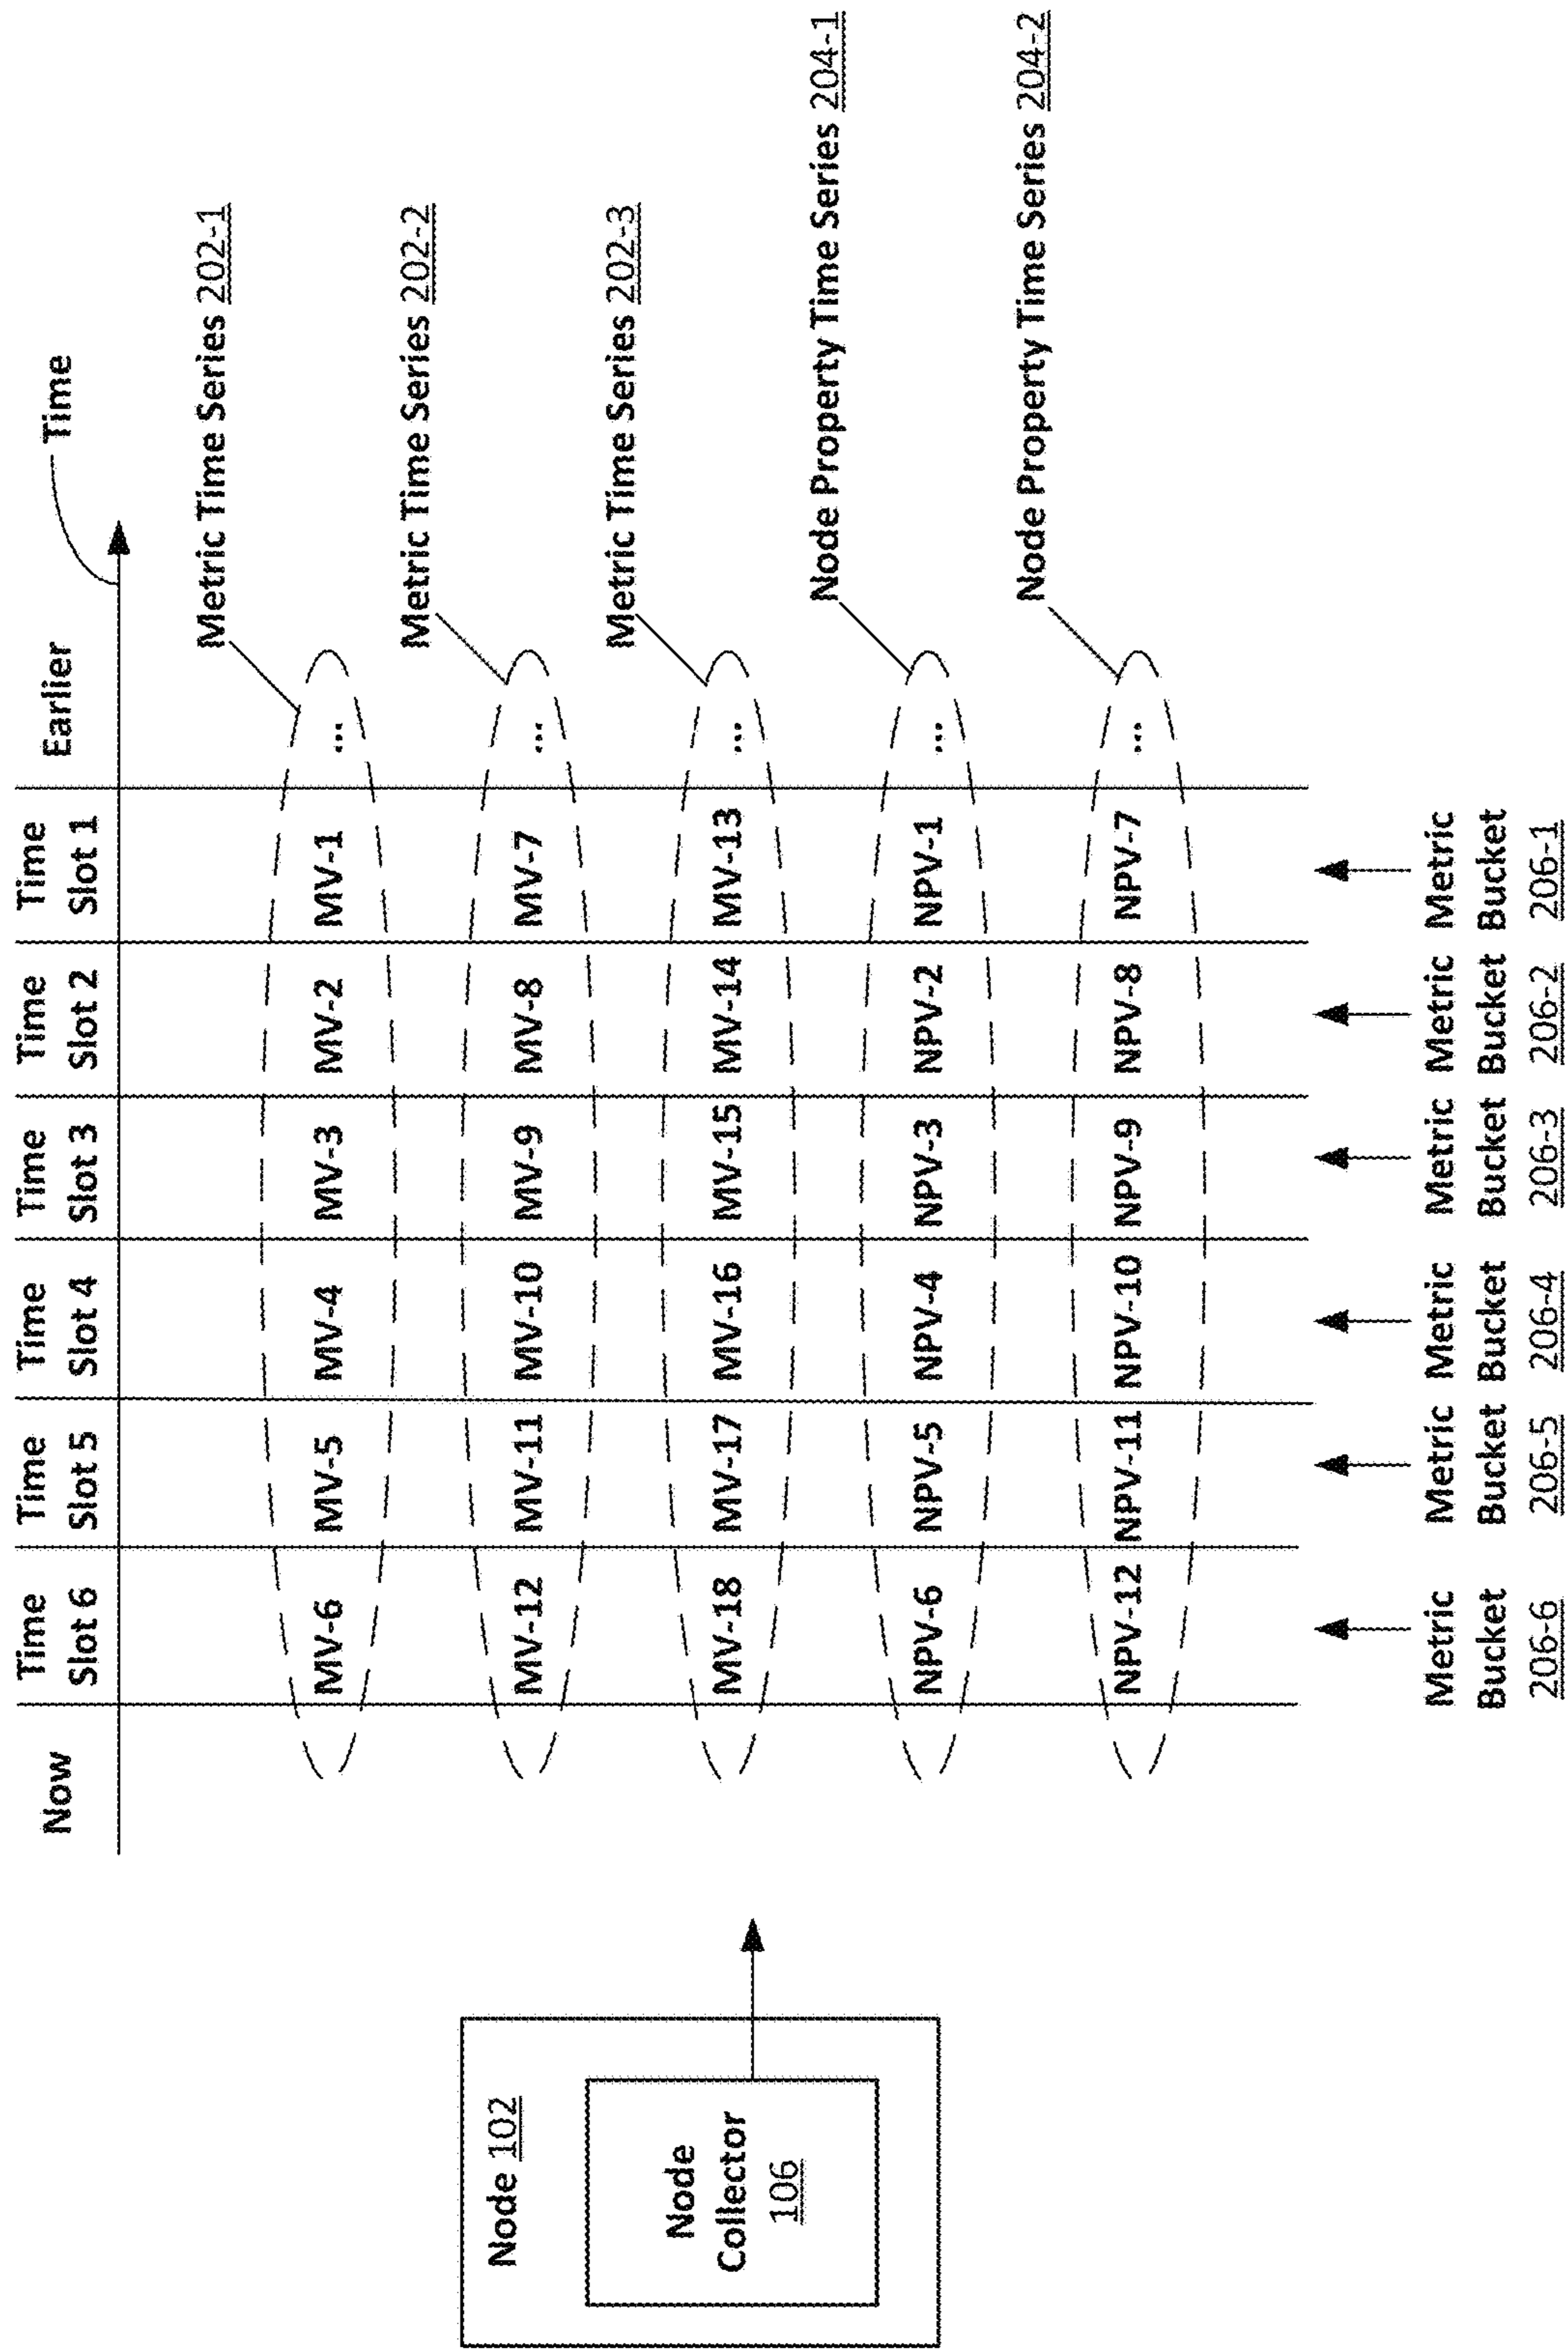 Now
Time
Slot 6
Time
Slot 5
Time
Slot 4
Time
Slot 3
Time
Slot 2
Time
Slot 1
Earlier
Time
MV-6
MV-5
MV-4
MV-3
MV-2
MV-1
...
Metric Time Series 202-1
MV-12
MV-11
MV-10
MV-9
MV-8
MV-7
...
Metric Time Series 202-2
MV-18
MV-17
MV-16
MV-15
MV-14
MV-13
...
Metric Time Series 202-3
NPV-6
NPV-5
NPV-4
NPV-3
NPV-2
NPV-1
...
Node Property Time Series 204-1
NPV-12
NPV-11
NPV-10
NPV-9
NPV-8
NPV-7
...
Node Property Time Series 204-2
Node 102
Node
Collector
106
Metric
Bucket
206-6
Metric
Bucket
206-5
Metric
Bucket
206-4
Metric
Bucket
206-3
Metric
Bucket
206-2
Metric
Bucket
206-1